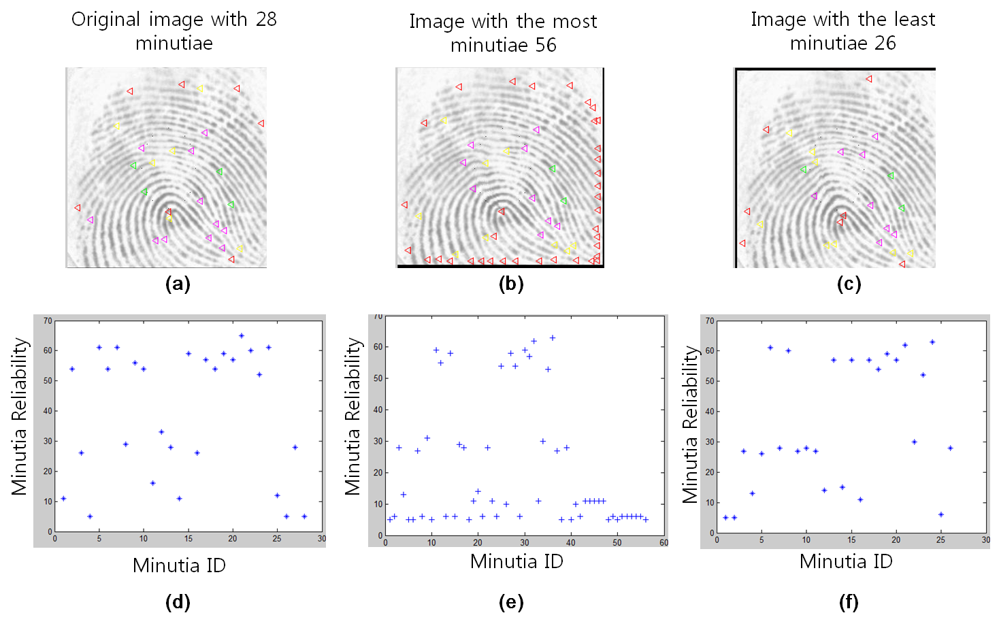 Original image with 28
minutiae
Image with the most
minutiae 56
Image with the least
minutiae 26
(a)
(b)
(c)
Minutia Reliability
70
60
50
40
30
20
10
0
0 5 10 15 20 25 30
Minutia ID
Minutia Reliability
70
60
50
40
30
20
10
0
0 10 20 30 40 50 60
Minutia ID
Minutia Reliability
70
60
50
40
30
20
10
0
0 5 10 15 20 25 30
Minutia ID
(d)
(e)
(f)